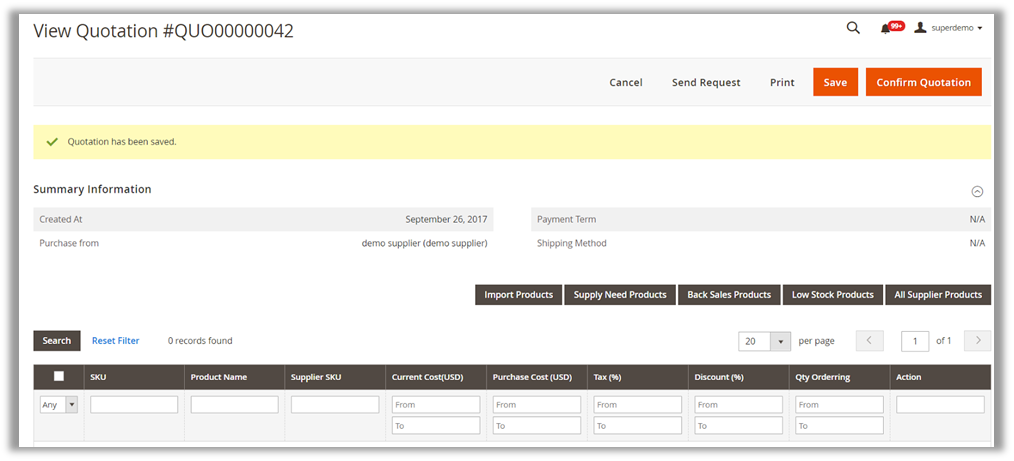 View Quotation #QUO00000042
99+
superdemo
Cancel Send Request Print Save Confirm Quotation
Quotation has been saved.
Summary Information
Created At September 26, 2017 Payment Term N/A
Purchase from demo supplier (demo supplier) Shipping Method N/A
Import Products Supply Need Products Back Sales Products Low Stock Products All Supplier Products
Search Reset Filter 0 records found 20 per page 1 of 1
SKU Product Name Supplier SKU Current Cost(USD) Purchase Cost (USD) Tax (%) Discount (%) Qty Orderring Action
Any From From From From From
To To To To To